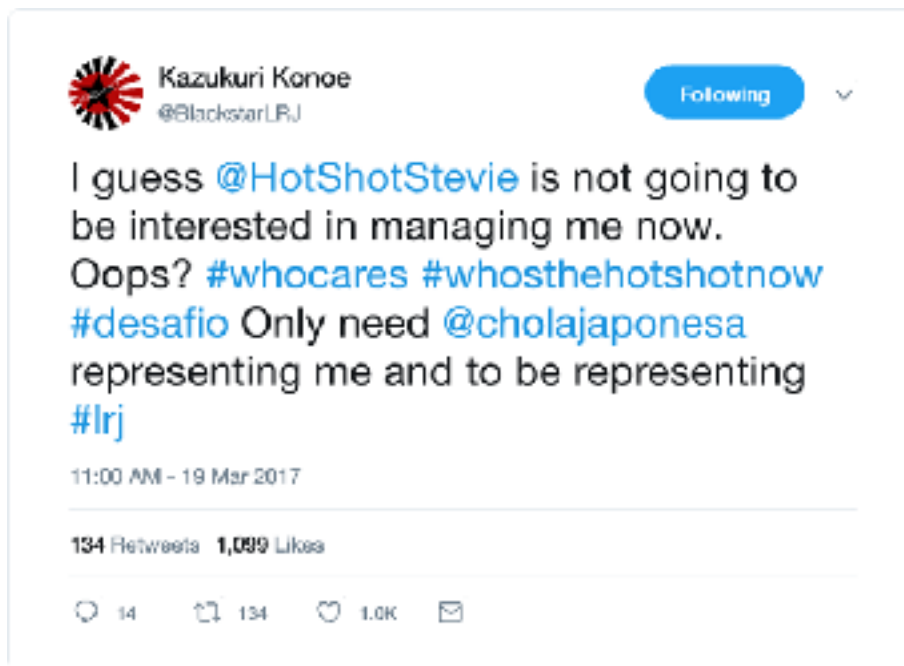 Kazukuri Konoe
@BlackstarLRJ
Following
I guess @HotShotStevie is not going to
be interested in managing me now.
Oops? #whocares #whosthehotshotnow
#desafio Only need @cholajaponesa
representing me and to be representing
#lrj
11:00 AM - 19 Mar 2017
134 Retweets 1,099 Likes
14 134 1.0K